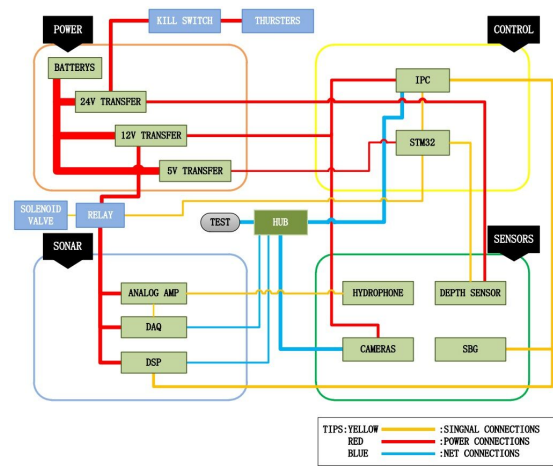 POWER
KILL SWITCH
THURSTERS
CONTROL
BATTERYS
IPC
24V TRANSFER
12V TRANSFER
STM32
5V TRANSFER
SOLENOID
VALVE
RELAY
TEST
HUB
SONAR
SENSORS
ANALOG AMP
HYDROPHONE
DEPTH SENSOR
DAQ
DSP
CAMERAS
SBG
TIPS:YELLOW :SINGNAL CONNECTIONS
RED :POWER CONNECTIONS
BLUE :NET CONNECTIONS